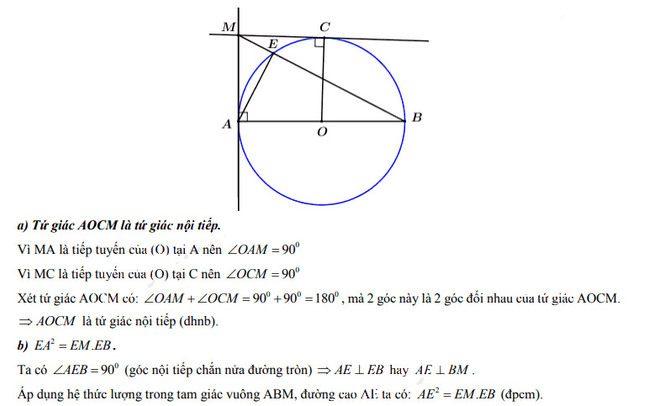 M
C
E
A
B
O
a) Tứ giác AOCM là tứ giác nội tiếp.
Vì MA là tiếp tuyến của (O) tại A nên ∠OAM = 90⁰
Vì MC là tiếp tuyến của (O) tại C nên ∠OCM = 90⁰
Xét tứ giác AOCM có: ∠OAM + ∠OCM = 90⁰ + 90⁰ = 180⁰, mà 2 góc này là 2 góc đối nhau của tứ giác AOCM.
⇒ AOCM là tứ giác nội tiếp (dhnb).
b) EA² = EM.EB.
Ta có ∠AEB = 90⁰ (góc nội tiếp chắn nửa đường tròn) ⇒ AE ⊥ EB hay AE ⊥ BM .
Áp dụng hệ thức lượng trong tam giác vuông ABM, đường cao AE ta có: AE² = EM.EB (đpcm).